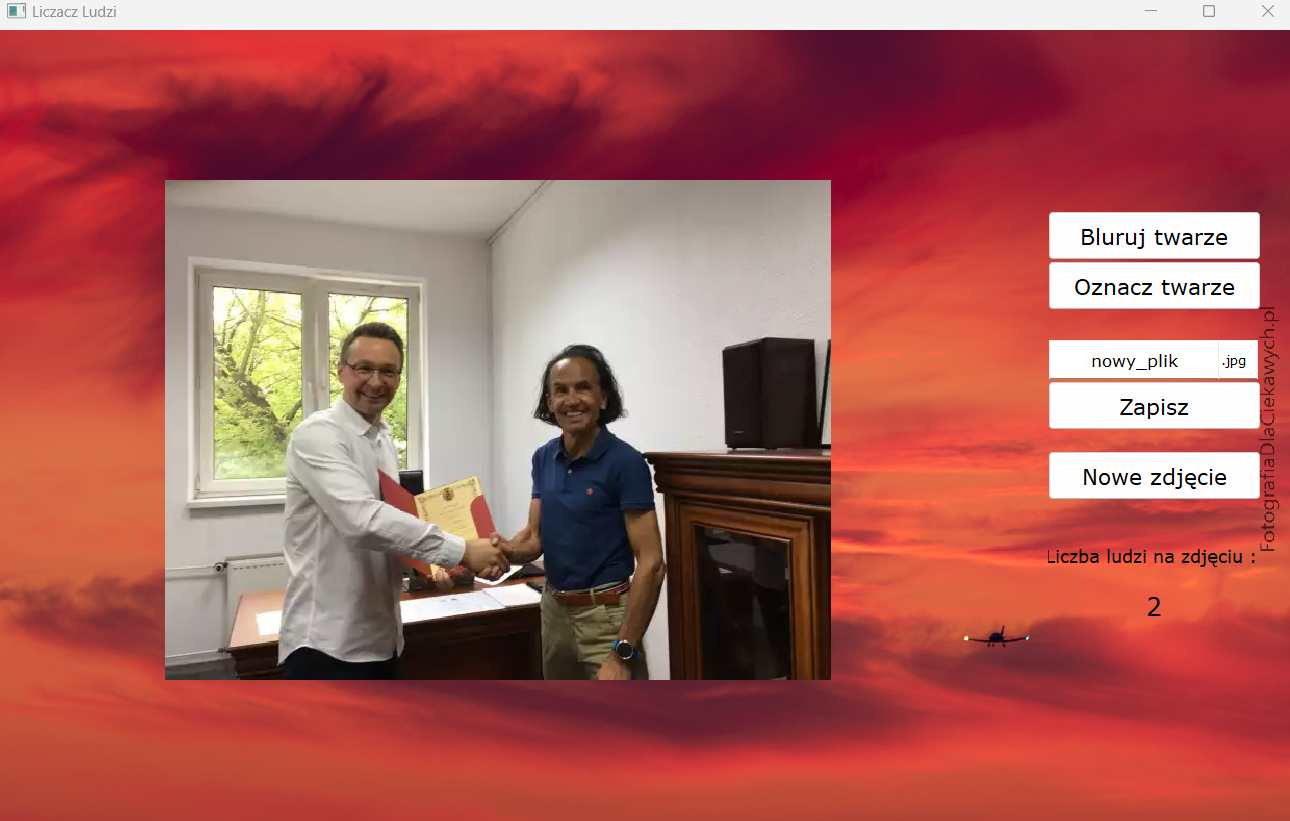 Liczacz Ludzi
Bluruj twarze
Oznacz twarze
nowy_plik .jpg
Zapisz
Nowe zdjęcie
Liczba ludzi na zdjęciu :
2
FotografiaDlaCiekawych.pl